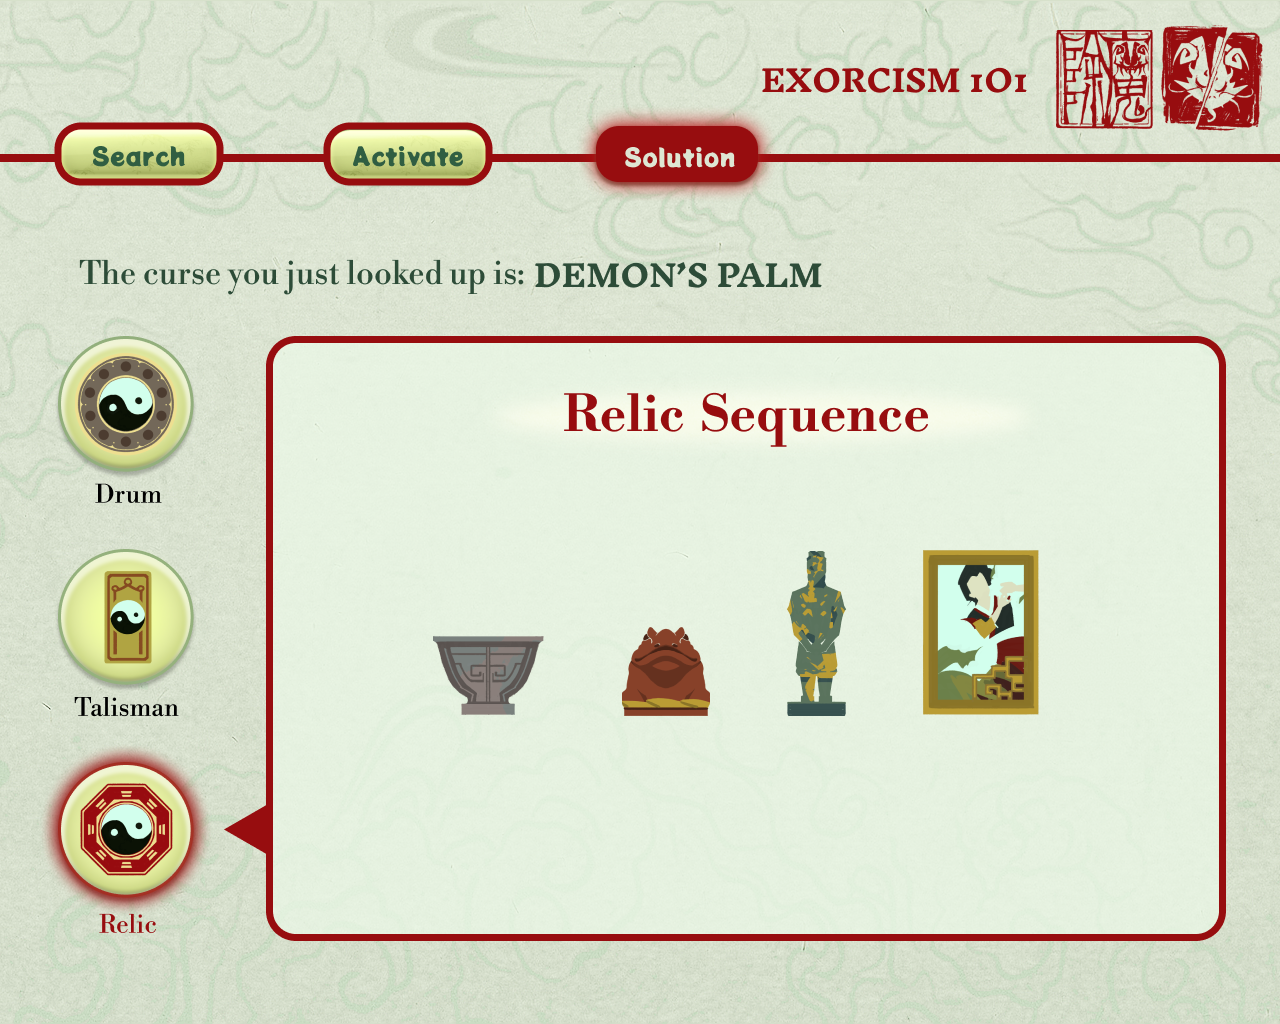 EXORCISM 101
Search
Activate
Solution
The curse you just looked up is: DEMON'S PALM
Relic Sequence
Drum
Talisman
Relic